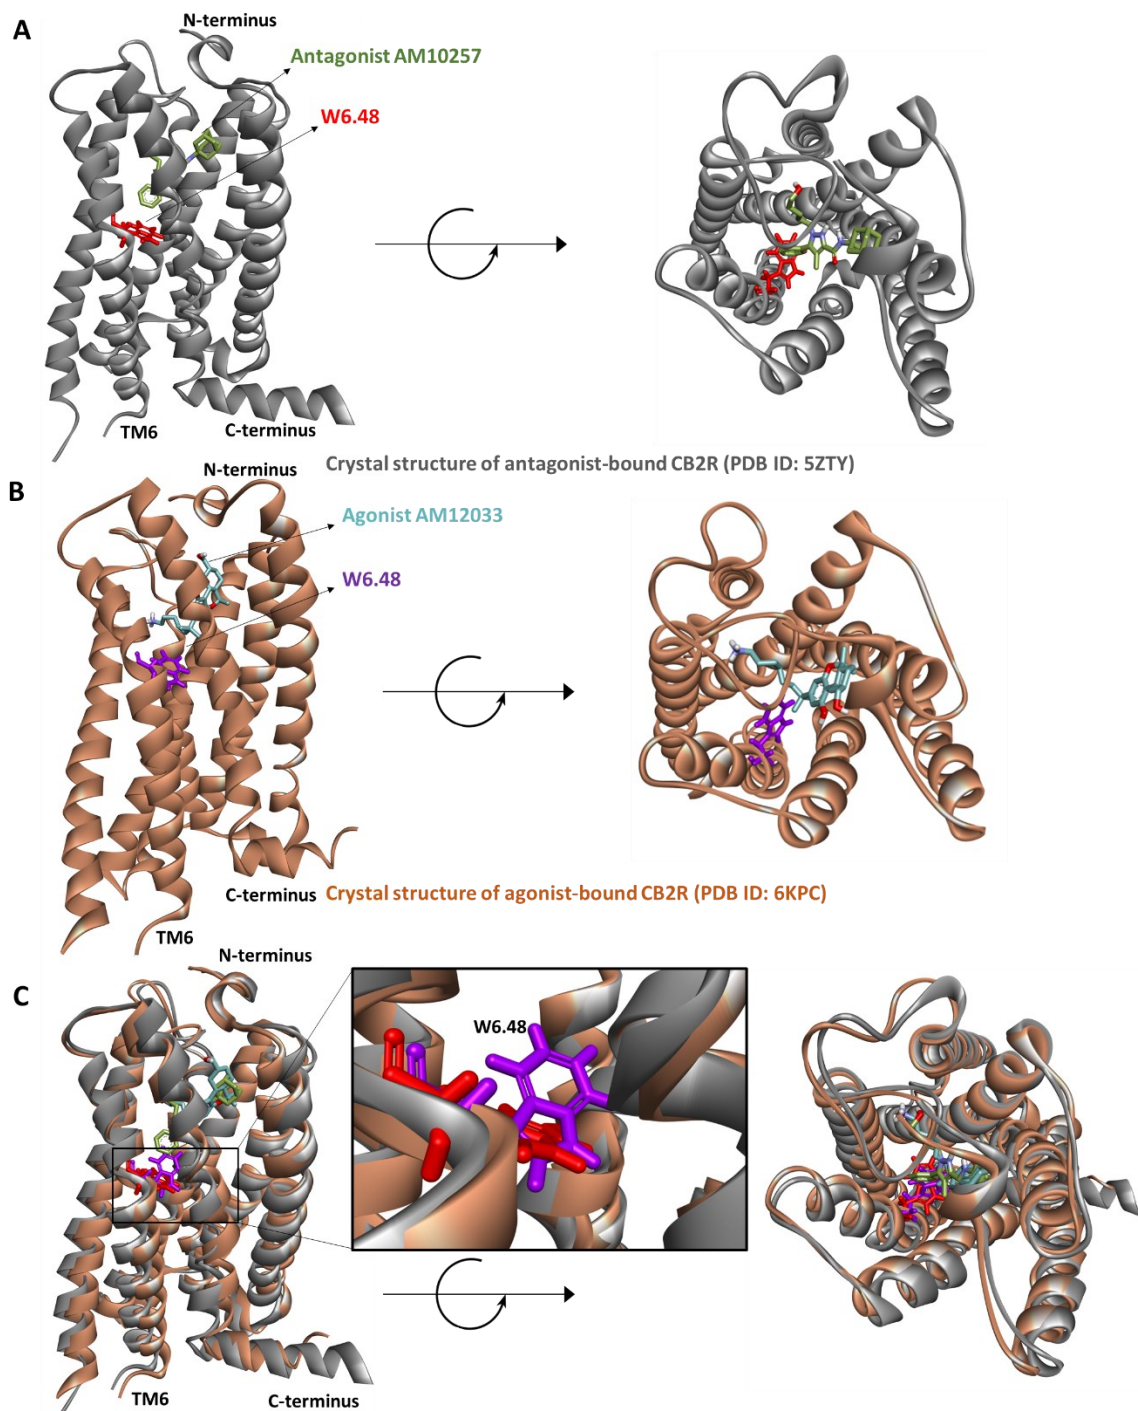 A
N-terminus
Antagonist AM10257
W6.48
TM6
C-terminus
Crystal structure of antagonist-bound CB2R (PDB ID: 5ZTY)
B
N-terminus
Agonist AM12033
W6.48
C-terminus
Crystal structure of agonist-bound CB2R (PDB ID: 6KPC)
TM6
C
N-terminus
W6.48
TM6
C-terminus